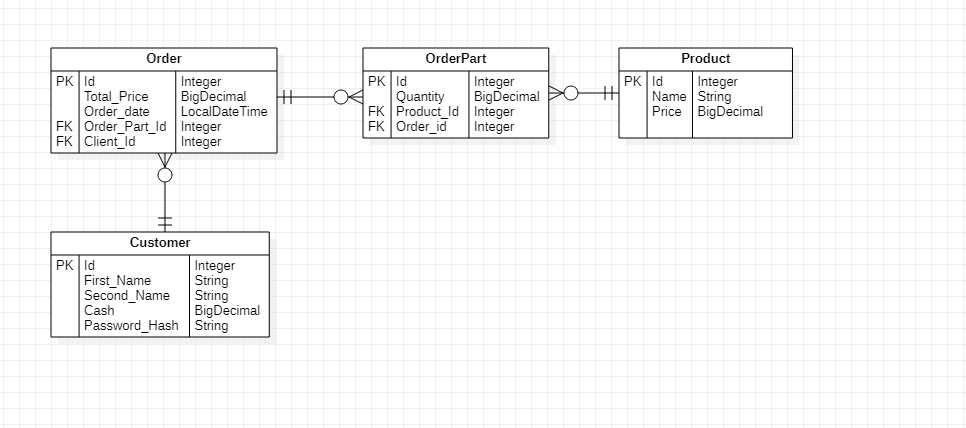 Order
PK Id Integer
Total_Price BigDecimal
Order_date LocalDateTime
FK Order_Part_Id Integer
FK Client_Id Integer
OrderPart
PK Id Integer
Quantity BigDecimal
FK Product_Id Integer
FK Order_id Integer
Product
PK Id Integer
Name String
Price BigDecimal
Customer
PK Id Integer
First_Name String
Second_Name String
Cash BigDecimal
Password_Hash String